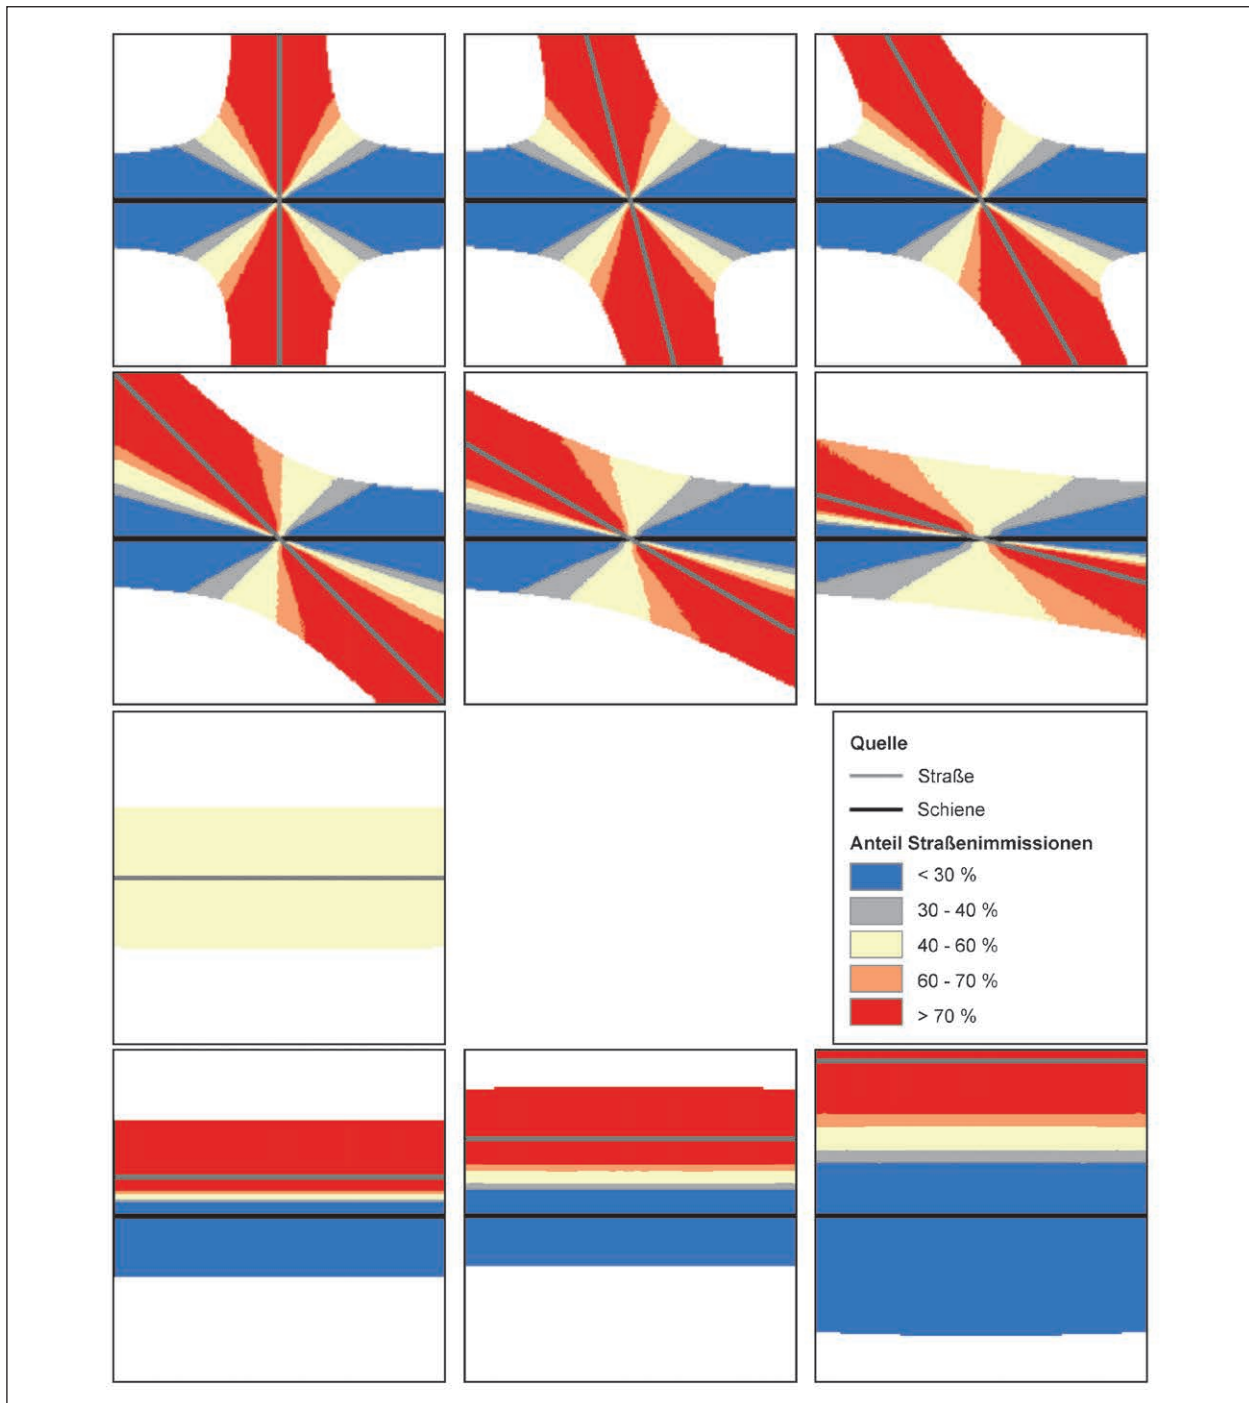 Quelle
Straße
Schiene
Anteil Straßenimmissionen
< 30 %
30 - 40 %
40 - 60 %
60 - 70 %
> 70 %